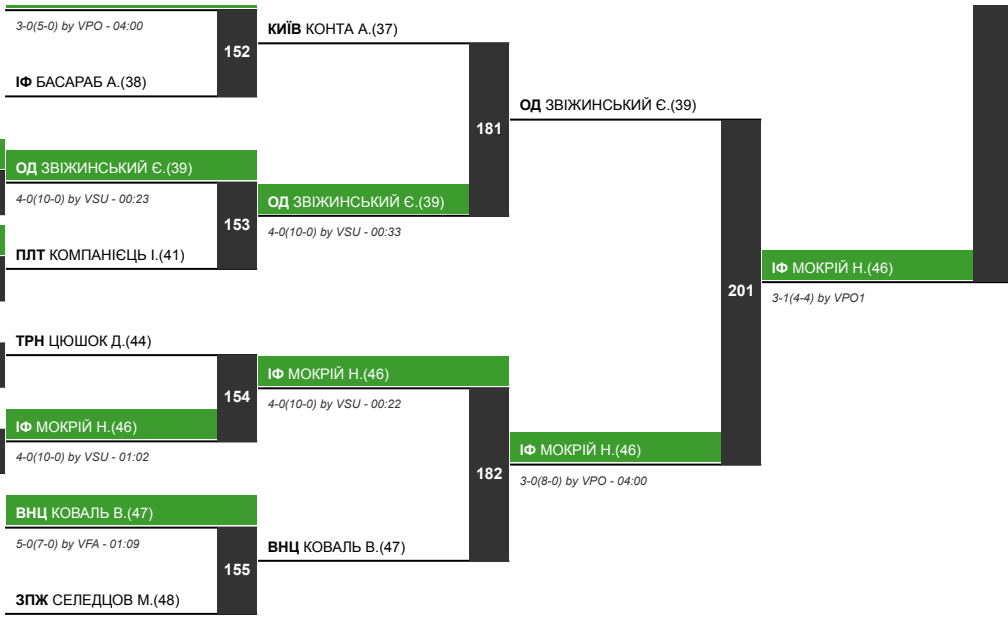 3-0(5-0) by VPO - 04:00
152
ІФ БАСАРАБ А.(38)
ОД ЗВІЖИНСЬКИЙ Є.(39)
4-0(10-0) by VSU - 00:23
153
ПЛТ КОМПАНІЄЦЬ І.(41)
ТРН ЦЮШОК Д.(44)
154
ІФ МОКРІЙ Н.(46)
4-0(10-0) by VSU - 01:02
ВНЦ КОВАЛЬ В.(47)
5-0(7-0) by VFA - 01:09
155
ЗПЖ СЕЛЕДЦОВ М.(48)
КИЇВ КОНТА А.(37)
181
ОД ЗВІЖИНСЬКИЙ Є.(39)
4-0(10-0) by VSU - 00:33
ІФ МОКРІЙ Н.(46)
4-0(10-0) by VSU - 00:22
182
ВНЦ КОВАЛЬ В.(47)
ОД ЗВІЖИНСЬКИЙ Є.(39)
201
ІФ МОКРІЙ Н.(46)
3-0(8-0) by VPO - 04:00
ІФ МОКРІЙ Н.(46)
3-1(4-4) by VPO1